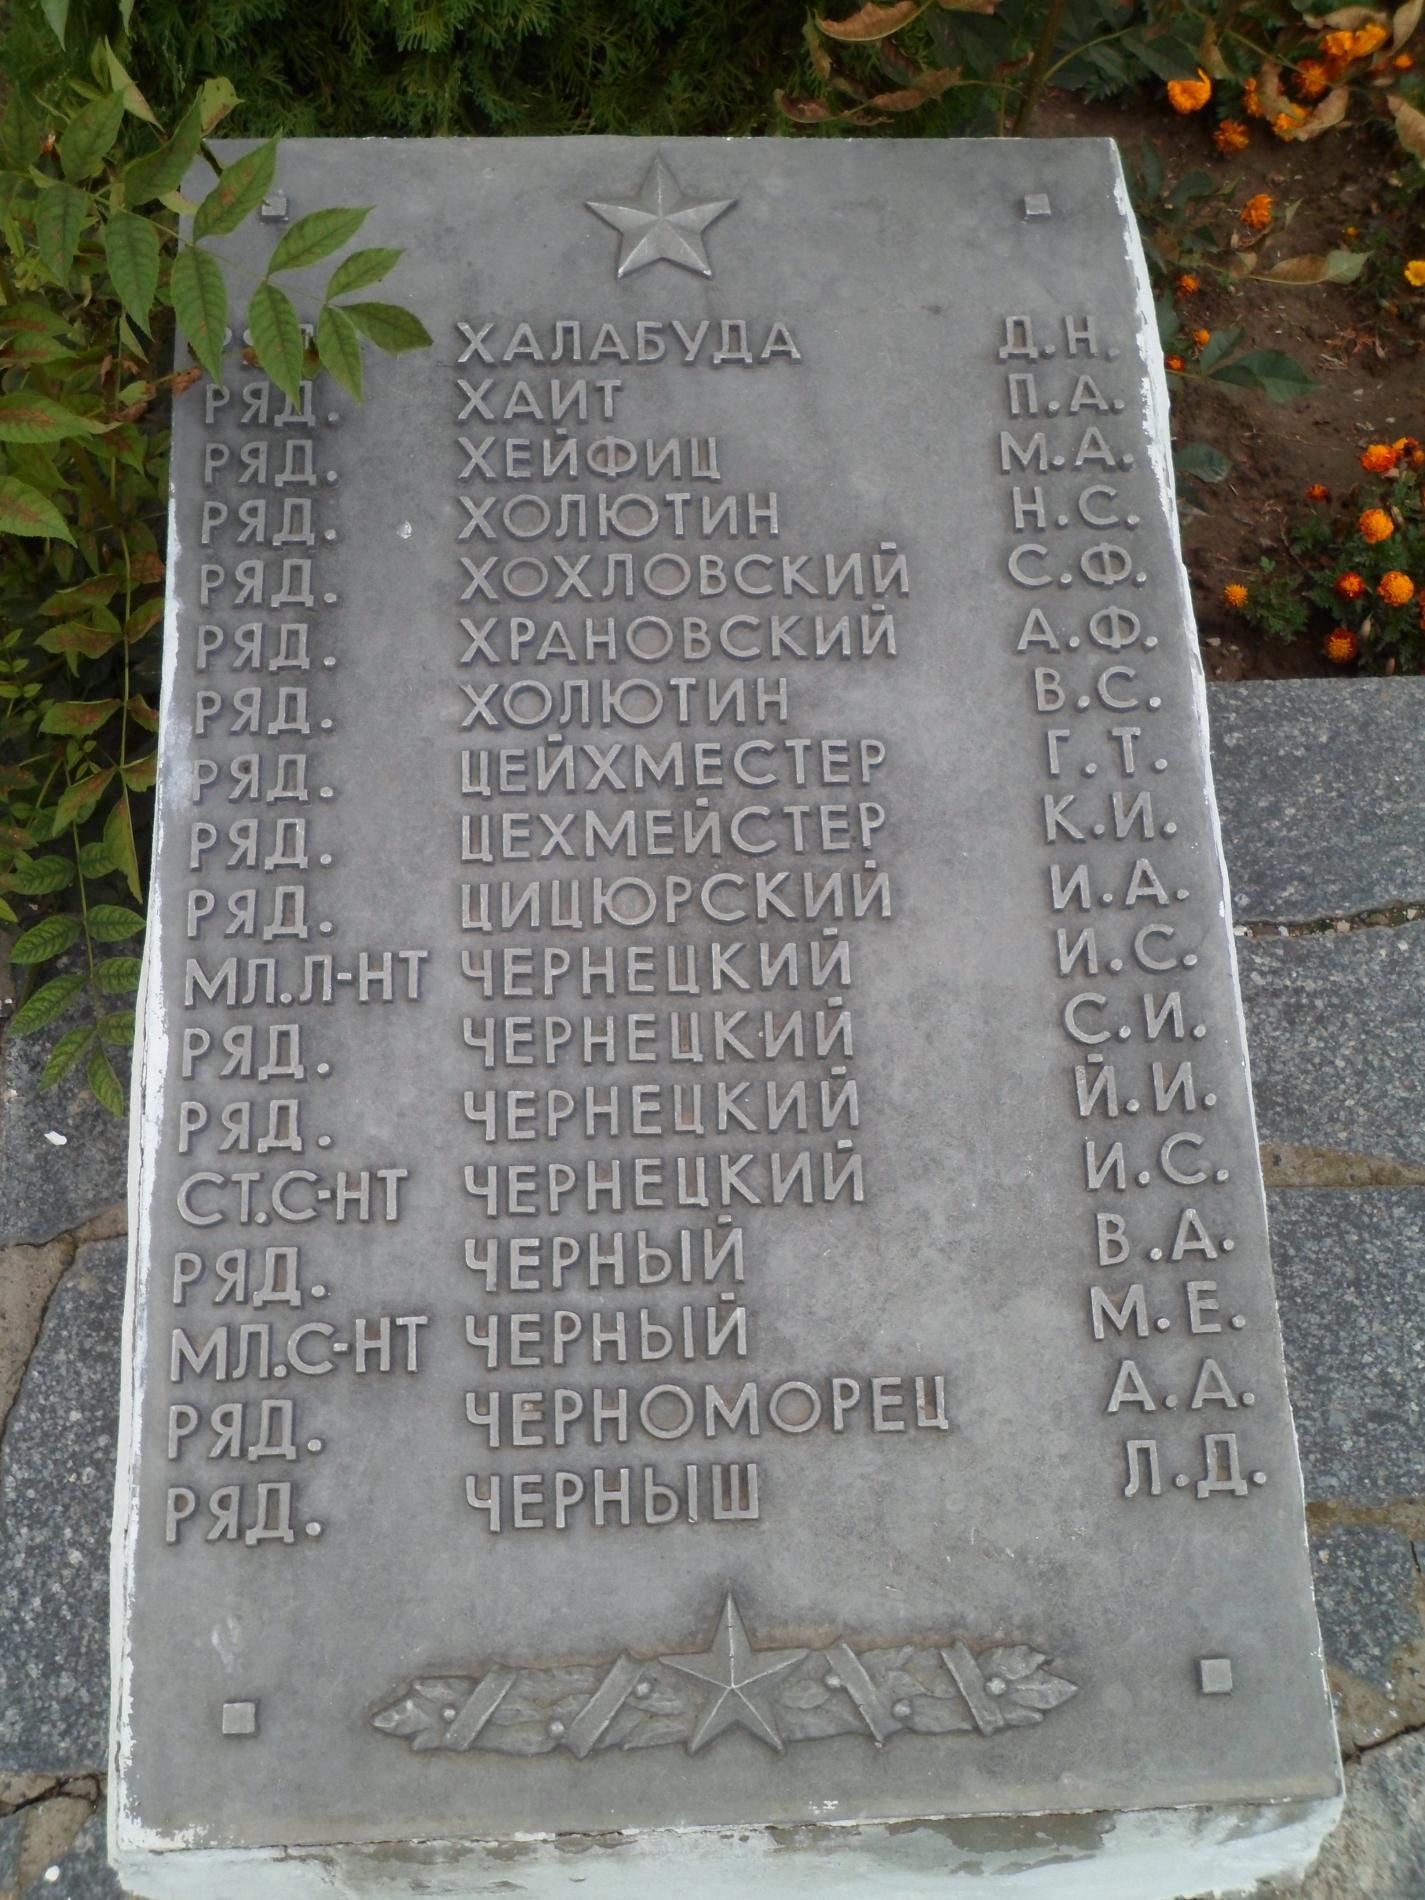 РЯД. ХАЛАБУДА Д.Н.
РЯД. ХАИТ П.А.
РЯД. ХЕЙФИЦ М.А.
РЯД. ХОЛЮТИН Н.С.
РЯД. ХОХЛОВСКИЙ С.Ф.
РЯД. ХРАНОВСКИЙ А.Ф.
РЯД. ХОЛЮТИН В.С.
РЯД. ЦЕЙХМЕСТЕР Г.Т.
РЯД. ЦЕХМЕЙСТЕР К.И.
РЯД. ЦИЦЮРСКИЙ И.А.
МЛ.Л-НТ ЧЕРНЕЦКИЙ И.С.
РЯД. ЧЕРНЕЦКИЙ С.И.
РЯД. ЧЕРНЕЦКИЙ Й.И.
СТ.С-НТ ЧЕРНЕЦКИЙ И.С.
РЯД. ЧЕРНЫЙ В.А.
МЛ.С-НТ ЧЕРНЫЙ М.Е.
РЯД. ЧЕРНОМОРЕЦ А.А.
РЯД. ЧЕРНЫШ Л.Д.